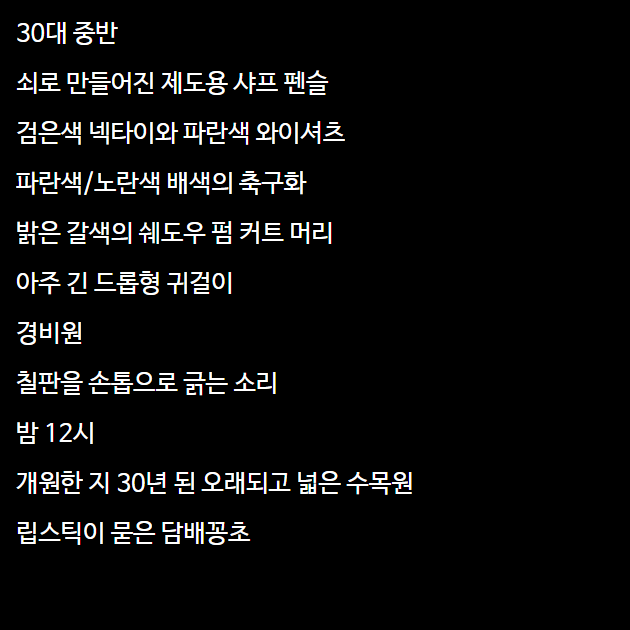 30대 중반
쇠로 만들어진 제도용 샤프 펜슬
검은색 넥타이와 파란색 와이셔츠
파란색/노란색 배색의 축구화
밝은 갈색의 쉐도우 펌 커트 머리
아주 긴 드롭형 귀걸이
경비원
칠판을 손톱으로 긁는 소리
밤 12시
개원한 지 30년 된 오래되고 넓은 수목원
립스틱이 묻은 담배꽁초